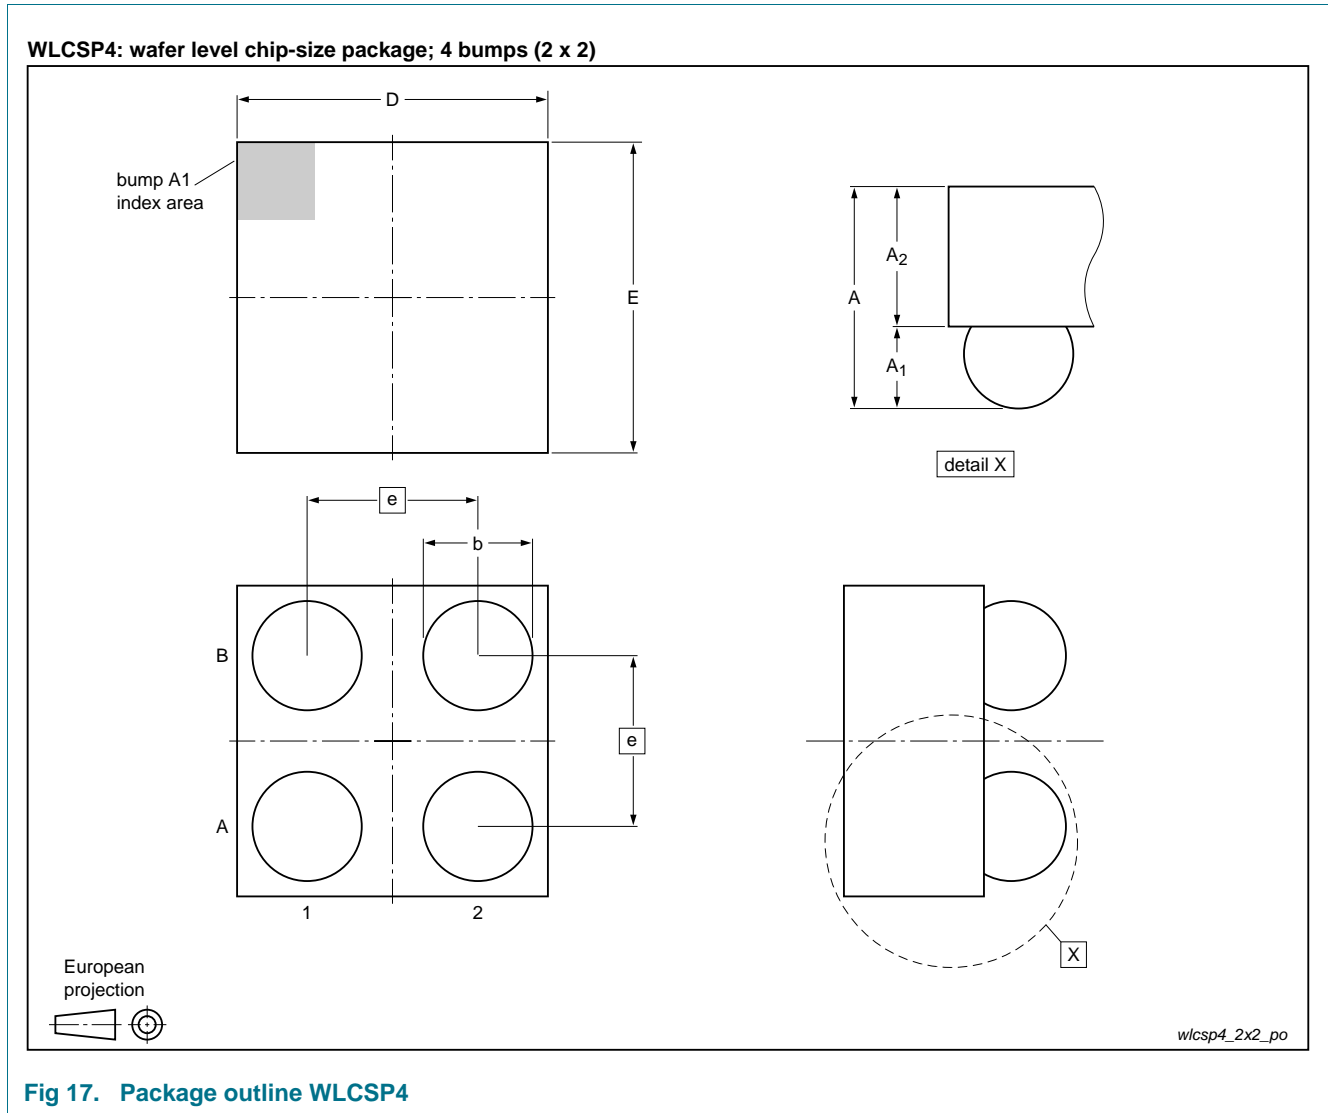 WLCSP4: wafer level chip-size package; 4 bumps (2 x 2)
D
bump A1
index area
E
A
A2
A1
detail X
e
b
B
e
A
1
2
X
European
projection
wlcsp4_2x2_po
Fig 17. Package outline WLCSP4